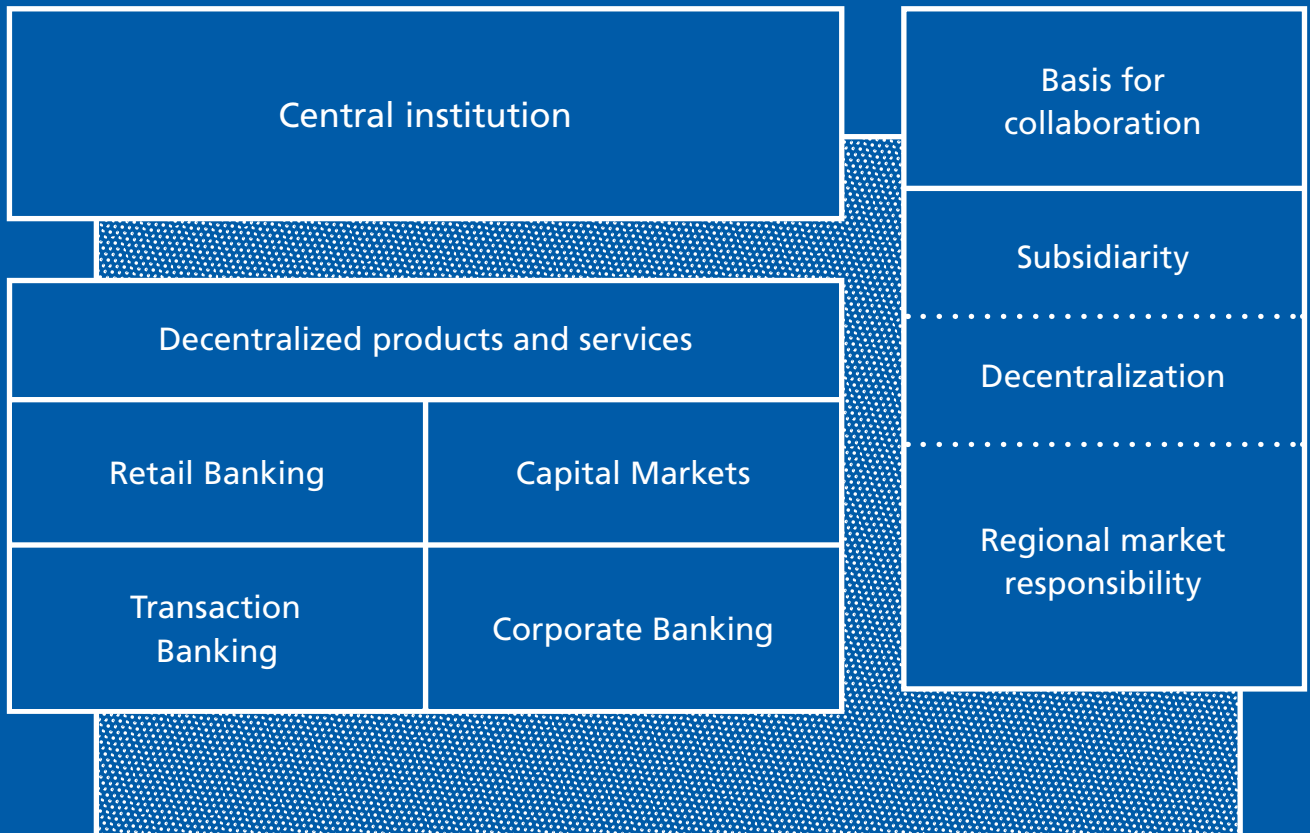 Central institution
Decentralized products and services
Retail Banking
Capital Markets
Transaction
Banking
Corporate Banking
Basis for
collaboration
Subsidiarity
Decentralization
Regional market
responsibility